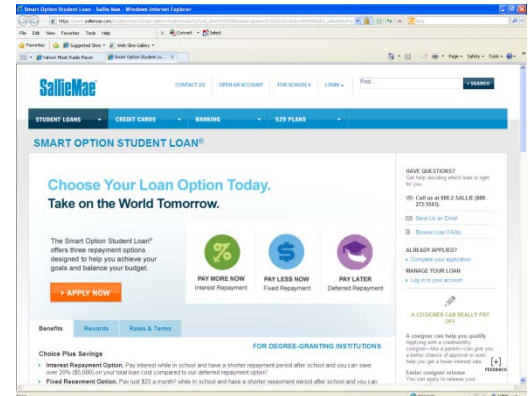 Smart Option Student Loan - Sallie Mae - Windows Internet Explorer
File Edit View Favorites Tools Help
Convert Select
Favorites Suggested Sites Web Slice Gallery
Yahoo! Music Radio Player
Smart Option Student Lo...
Page Safety Tools
SallieMae
CONTACT US OPEN AN ACCOUNT FOR SCHOOLS LOGIN
Find...
SEARCH
STUDENT LOANS CREDIT CARDS BANKING 529 PLANS
SMART OPTION STUDENT LOAN®
Choose Your Loan Option Today.
Take on the World Tomorrow.
The Smart Option Student Loan®
offers three repayment options
designed to help you achieve your
goals and balance your budget.
APPLY NOW
%
PAY MORE NOW
Interest Repayment
$
PAY LESS NOW
Fixed Repayment
PAY LATER
Deferred Repayment
Benefits Rewards Rates & Terms
FOR DEGREE-GRANTING INSTITUTIONS
Choice Plus Savings
Interest Repayment Option. Pay interest while in school and have a shorter repayment period after school and you can save
over 20% ($5,000) on your total loan cost compared to our deferred repayment option
Fixed Repayment Option. Pay just $25 a month while in school and have a shorter repayment period after school and you can
HAVE QUESTIONS?
Get help deciding which loan is right
for you.
Call us at 888-2-SALLIE (888-
272-5543).
Send Us an Email
Browse Loan FAQs
ALREADY APPLIED?
Complete your application
MANAGE YOUR LOAN
Log in to your account
A COSIGNER CAN REALLY PAY
OFF
A cosigner can help you qualify
Applying with a creditworthy
cosigner—like a parent—can give you
a better chance of approval or even
help you get a lower interest rate.
Easier cosigner release
You can apply to release your
[+]
FEEDBACK